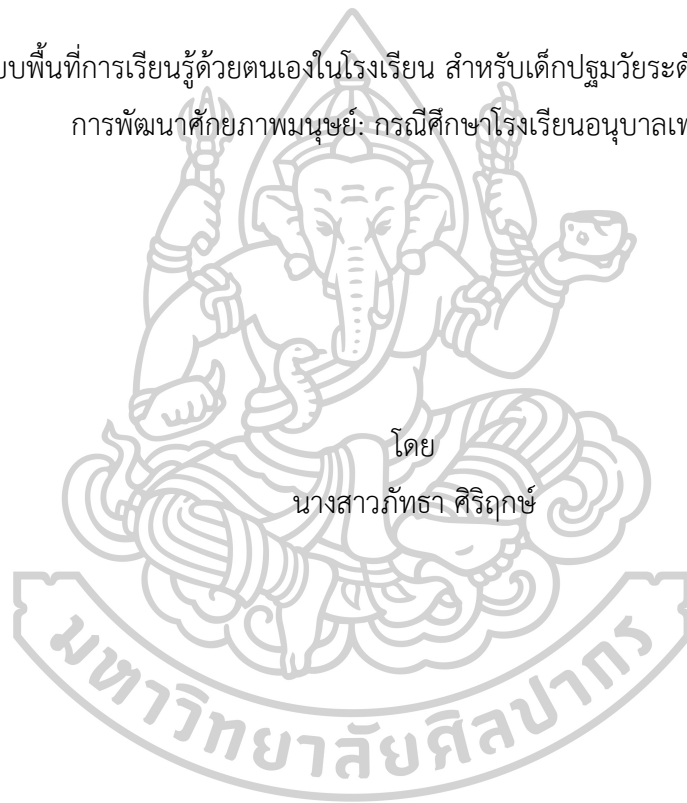 บบพื้นที่การเรียนรู้ด้วยตนเองในโรงเรียน สำหรับเด็กปฐมวัยระดั
การพัฒนาศักยภาพมนุษย์: กรณีศึกษาโรงเรียนอนุบาลเพ
โดย
นางสาวภัทธา ศิริฤกษ์
มหาวิทยาลัยศิลปากร